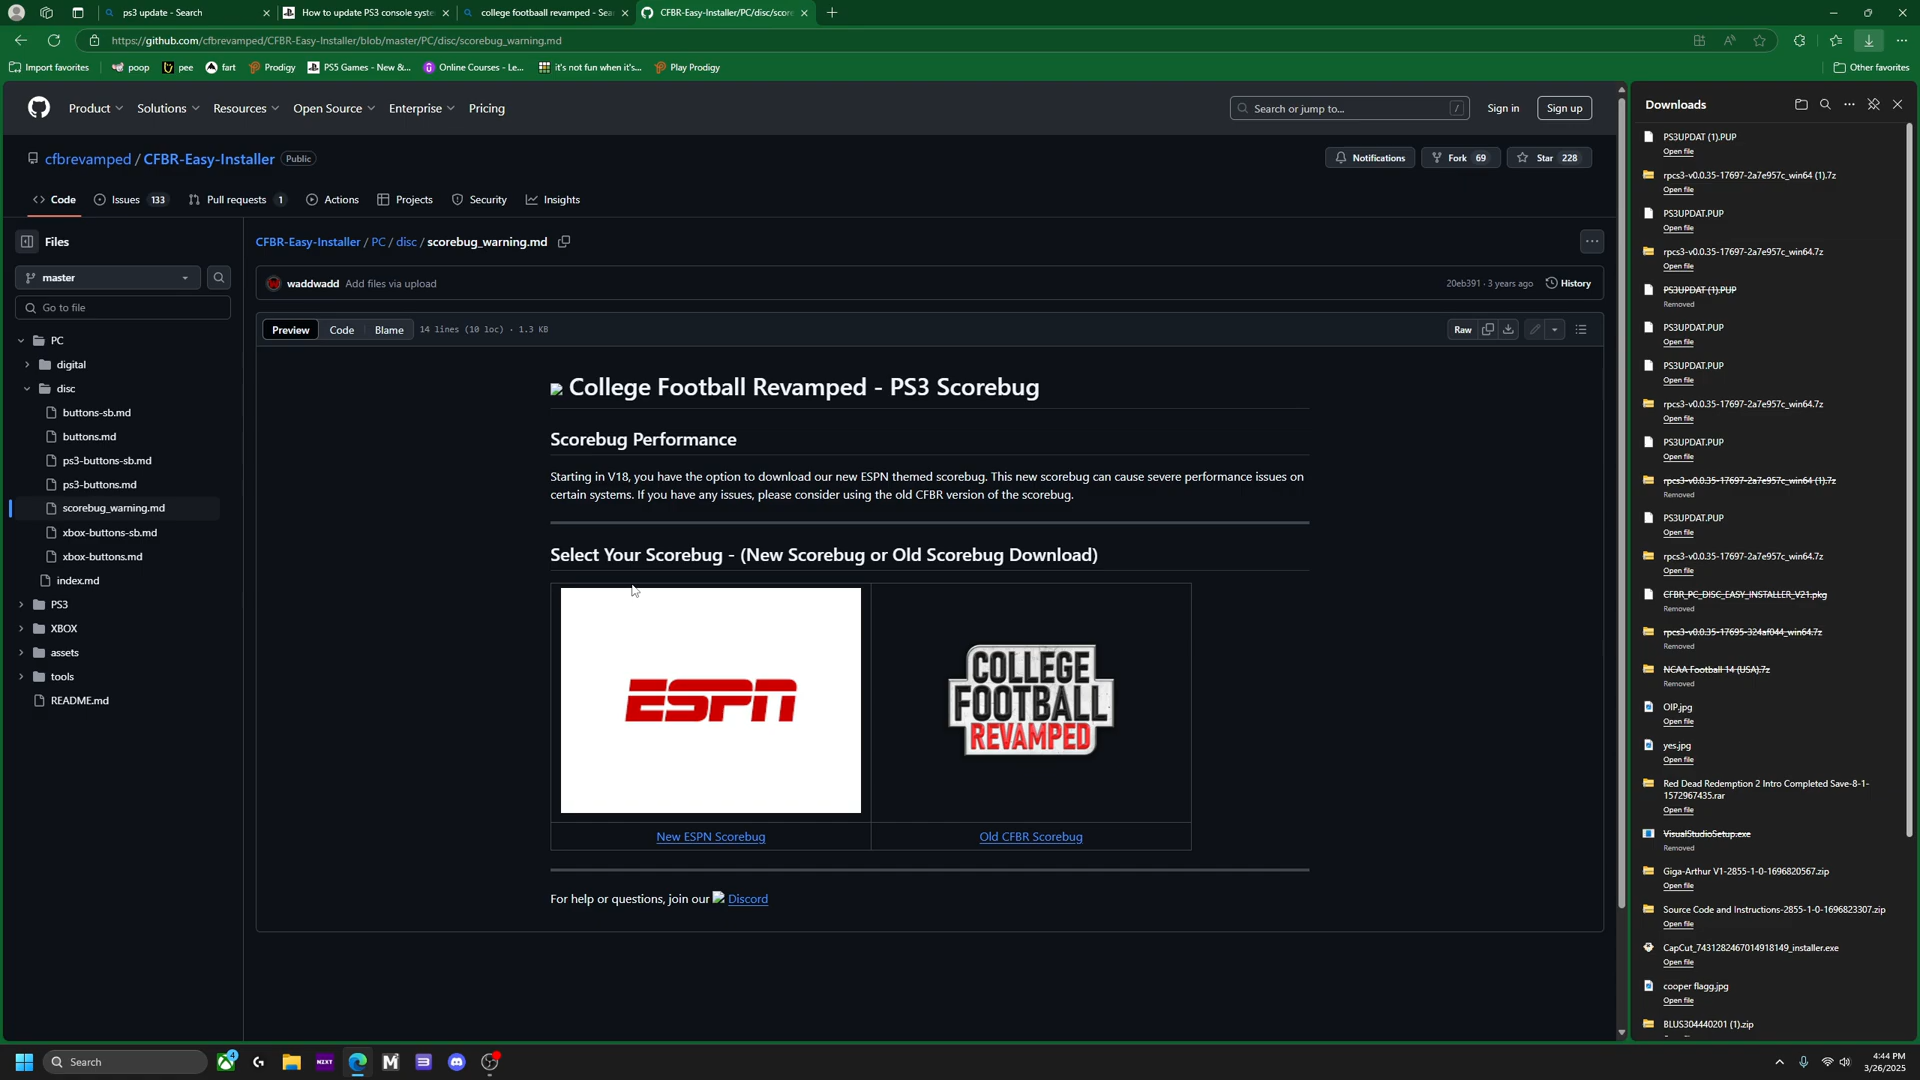 ps3 update - Search
How to update PS3 console syste
college footbaall revamped - Sea
CFBR-Easy-Installer/PC/disc/score
https://github.com/cfbrevamped/CFBR-Easy-Installer/blob/master/PC/disc/scorebug_warning.md
Import favorites
poop
pee
fart
Prodigy
PS5 Games - New &...
Online Courses - Le...
it's not fun when it's...
Play Prodigy
Other favorites
Product
Solutions
Resources
Open Source
Enterprise
Pricing
Search or jump to...
/
Sign in
Sign up
cfbrevamped / CFBR-Easy-Installer Public
Notifications
Fork 69
Star 228
Code
Issues 133
Pull requests 1
Actions
Projects
Security
Insights
Files
master
Go to file
PC
digital
disc
buttons-sb.md
buttons.md
ps3-buttons-sb.md
ps3-buttons.md
scorebug_warning.md
xbox-buttons-sb.md
xbox-buttons.md
index.md
PS3
XBOX
assets
tools
README.md
CFBR-Easy-Installer / PC / disc / scorebug_warning.md
waddwadd Add files via upload
20eb391 · 3 years ago
History
Preview
Code
Blame
14 lines (10 loc) · 1.3 KB
Raw
College Football Revamped - PS3 Scorebug
Scorebug Performance
Starting in V18, you have the option to download our new ESPN themed scorebug. This new scorebug can cause severe performance issues on
certain systems. If you have any issues, please consider using the old CFBR version of the scorebug.
Select Your Scorebug - (New Scorebug or Old Scorebug Download)
ESPN
COLLEGE
FOOTBALL
REVAMPED
New ESPN Scorebug
Old CFBR Scorebug
For help or questions, join our Discord
Downloads
PS3UPDAT (1).PUP
Open file
rpcs3-v0.0.35-17697-2a7e957c_win64 (1).7z
Open file
PS3UPDAT.PUP
Open file
rpcs3-v0.0.35-17697-2a7e957c_win64.7z
Open file
PS3UPDAT (1).PUP
Removed
PS3UPDAT.PUP
Open file
PS3UPDAT.PUP
Open file
rpcs3-v0.0.35-17697-2a7e957c_win64.7z
Open file
PS3UPDAT.PUP
Open file
rpcs3-v0.0.35-17697-2a7e957c_win64 (1).7z
Removed
PS3UPDAT.PUP
Open file
rpcs3-v0.0.35-17697-2a7e957c_win64.7z
Open file
CFBR_PC_DISC_EASY_INSTALLER_V21.pkg
Removed
rpcs3-v0.0.35-17695-324af044_win64.7z
Removed
NCAA Football 14 (USA).7z
Removed
OIP.jpg
Open file
yes.jpg
Open file
Red Dead Redemption 2 Intro Completed Save-8-1-
1572967435.rar
Open file
VisualStudioSetup.exe
Removed
Giga-Arthur V1-2855-1-0-1696820567.zip
Open file
Source Code and Instructions-2855-1-0-1696823307.zip
Open file
CapCut_7431282467014918149_installer.exe
Open file
cooper flagg.jpg
Open file
BLUS304440201 (1).zip
Search
4
NZXT
4:44 PM
3/26/2025